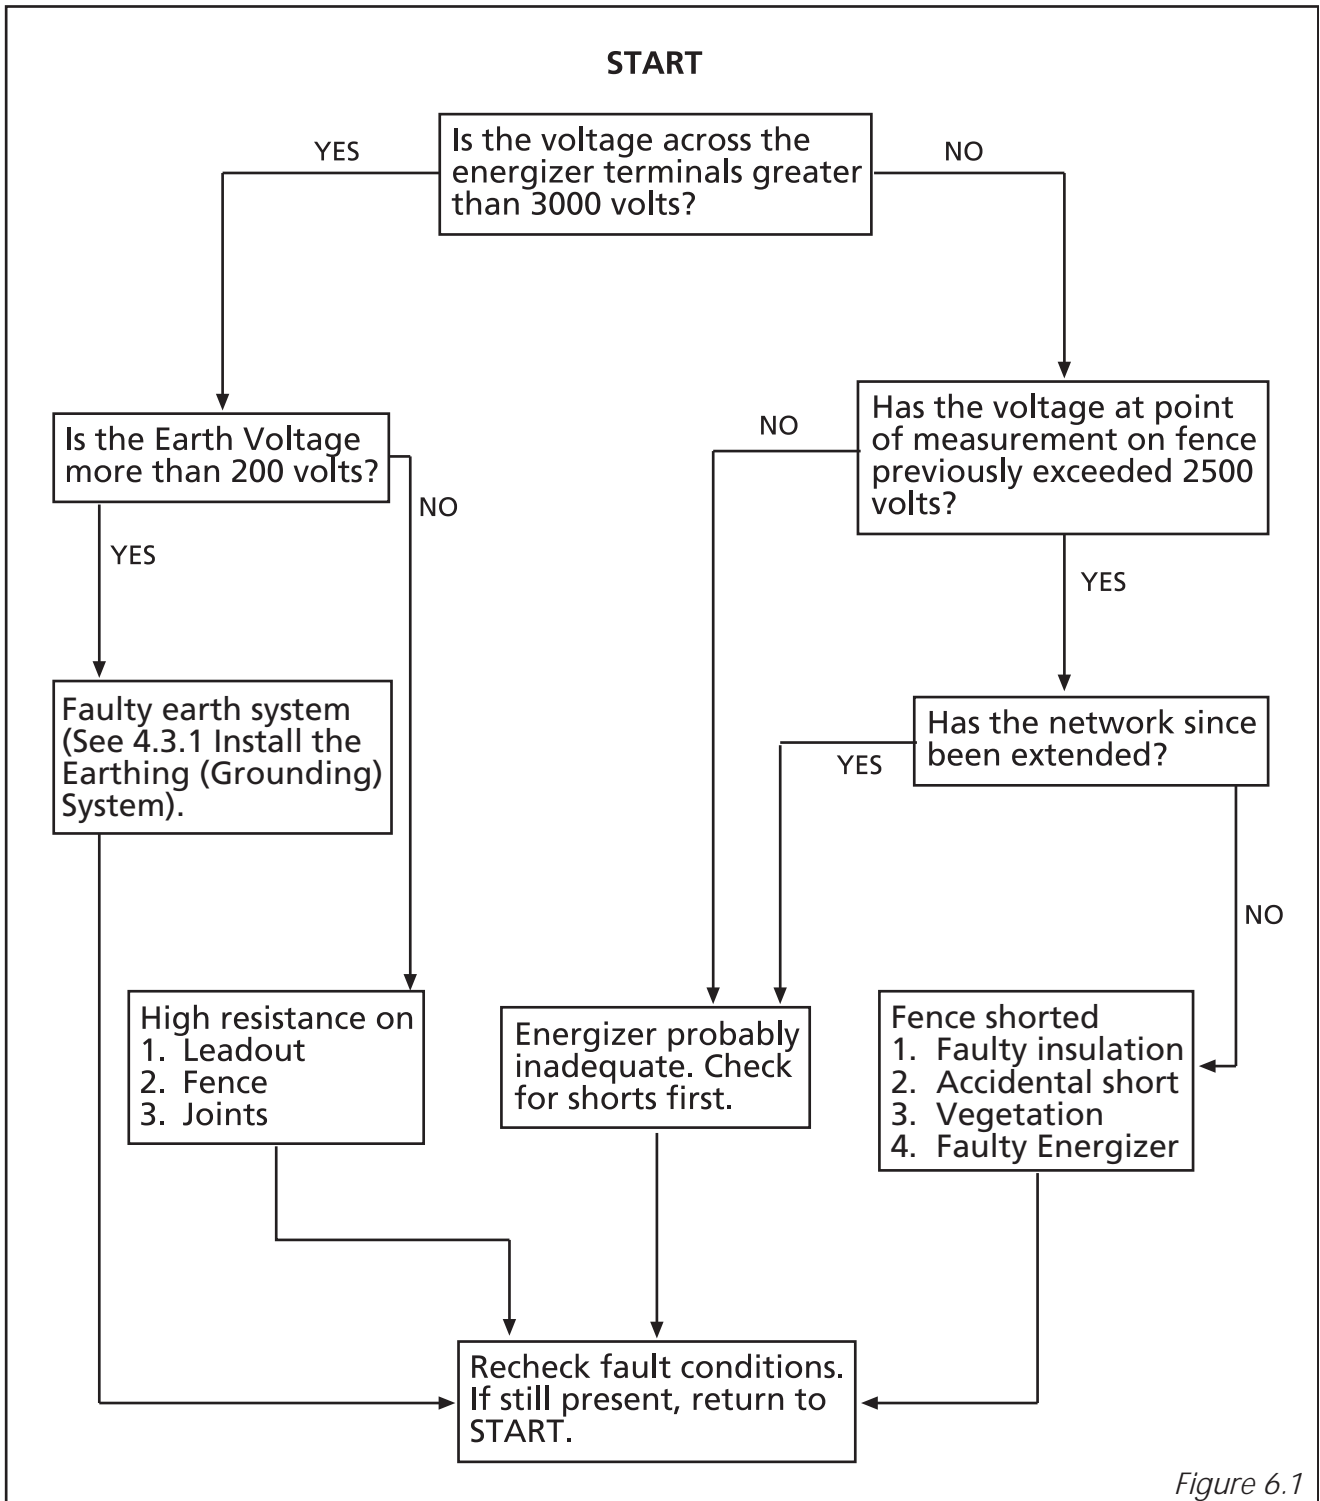 START
Is the voltage across the
energizer terminals greater
than 3000 volts?
YES
NO
Is the Earth Voltage
more than 200 volts?
NO
YES
Has the voltage at point
of measurement on fence
previously exceeded 2500
volts?
NO
YES
Faulty earth system
(See 4.3.1 Install the
Earthing (Grounding)
System).
Has the network since
been extended?
YES
NO
High resistance on
1. Leadout
2. Fence
3. Joints
Energizer probably
inadequate. Check
for shorts first.
Fence shorted
1. Faulty insulation
2. Accidental short
3. Vegetation
4. Faulty Energizer
Recheck fault conditions.
If still present, return to
START.
Figure 6.1